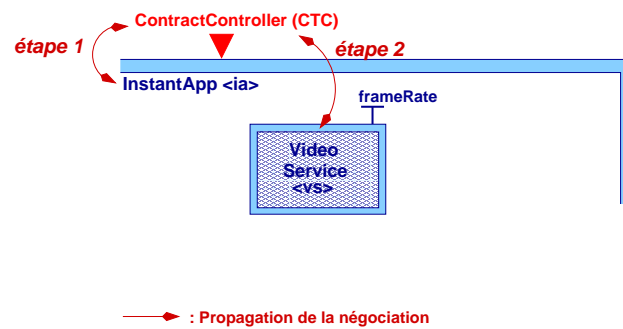 ContractController (CTC)
étape 1
étape 2
InstantApp <ia>
frameRate
Video
Service
<vs>
: Propagation de la négociation